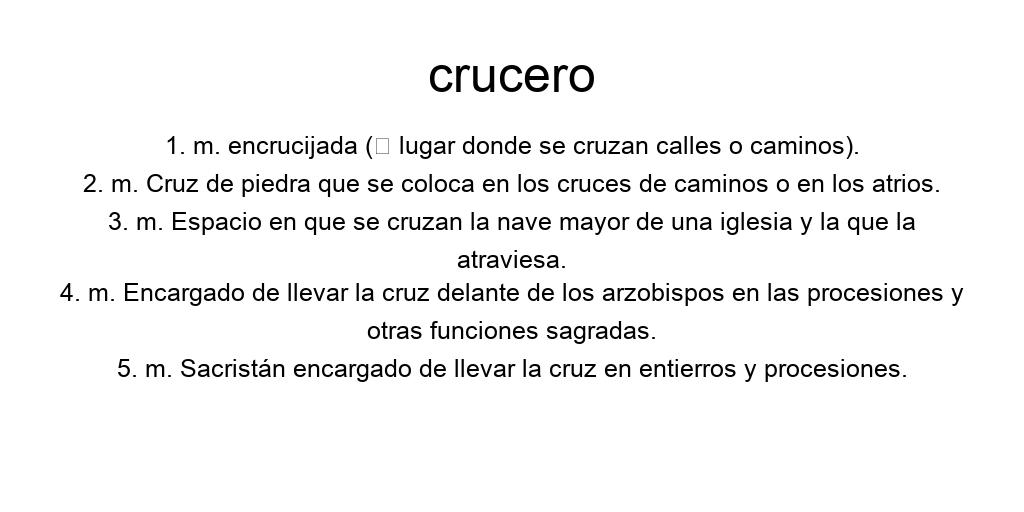 crucero
1. m. encrucijada (□ lugar donde se cruzan calles o caminos).
2. m. Cruz de piedra que se coloca en los cruces de caminos o en los atrios.
3. m. Espacio en que se cruzan la nave mayor de una iglesia y la que la
atraviesa.
4. m. Encargado de llevar la cruz delante de los arzobispos en las procesiones y
otras funciones sagradas.
5. m. Sacristán encargado de llevar la cruz en entierros y procesiones.